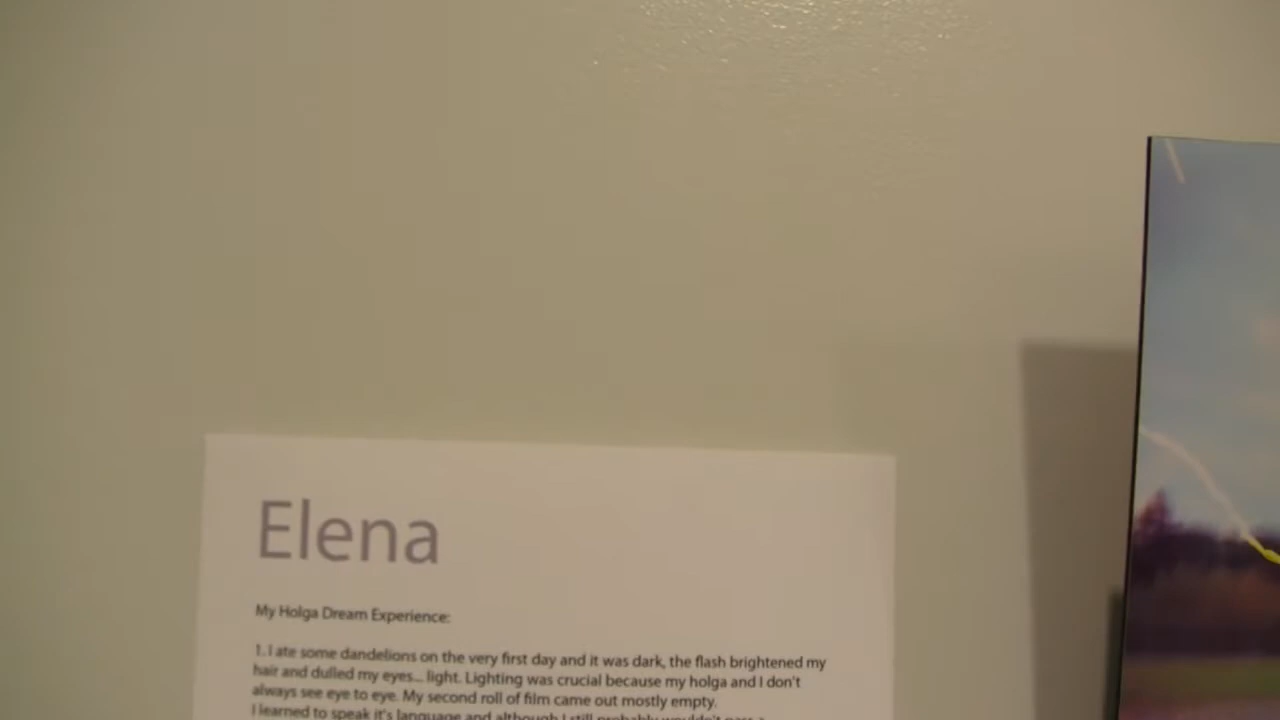 Elena
My Holga Dream Experience:
1. I ate some dandelions on the very first day and it was dark, the flash brightened my
hair and dulled my eyes... light. Lighting was crucial because my holga and I don't
always see eye to eye. My second roll of film came out mostly empty.
I learned to speak it's language and although I still probably wouldn't pass a